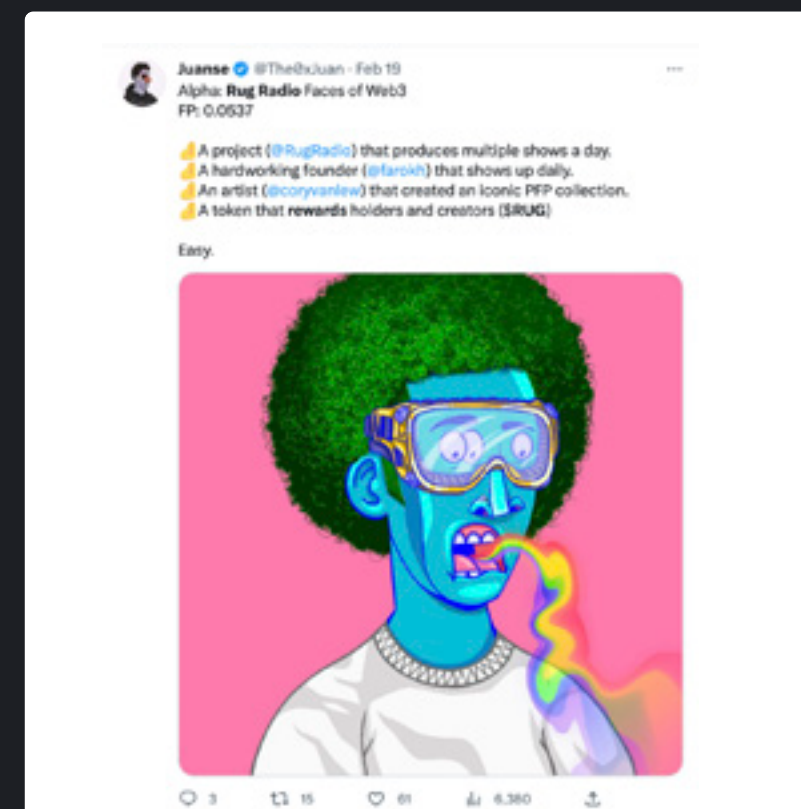 Juanse @The0xJuan · Feb 19 ...
Alpha: Rug Radio Faces of Web3
FP: 0.0537
👍A project (@RugRadio) that produces multiple shows a day.
👍A hardworking founder (@farokh) that shows up daily.
👍An artist (@coryvanlew) that created an iconic PFP collection.
👍A token that rewards holders and creators ($RUG)
Easy.
3 15 61 6,380